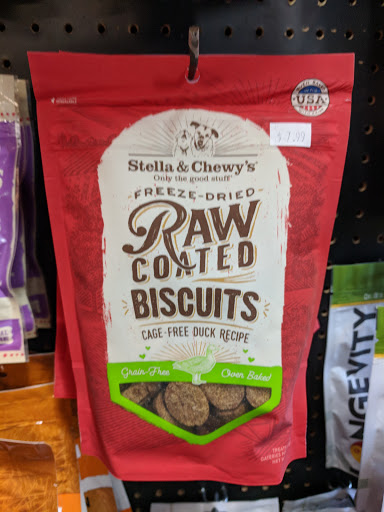 USA
$ 7.99
Stella & Chewy's
Only the good stuff
FREEZE-DRIED
RAW
COATED
BISCUITS
CAGE-FREE DUCK RECIPE
Grain-Free
Oven Baked
NGEVITY